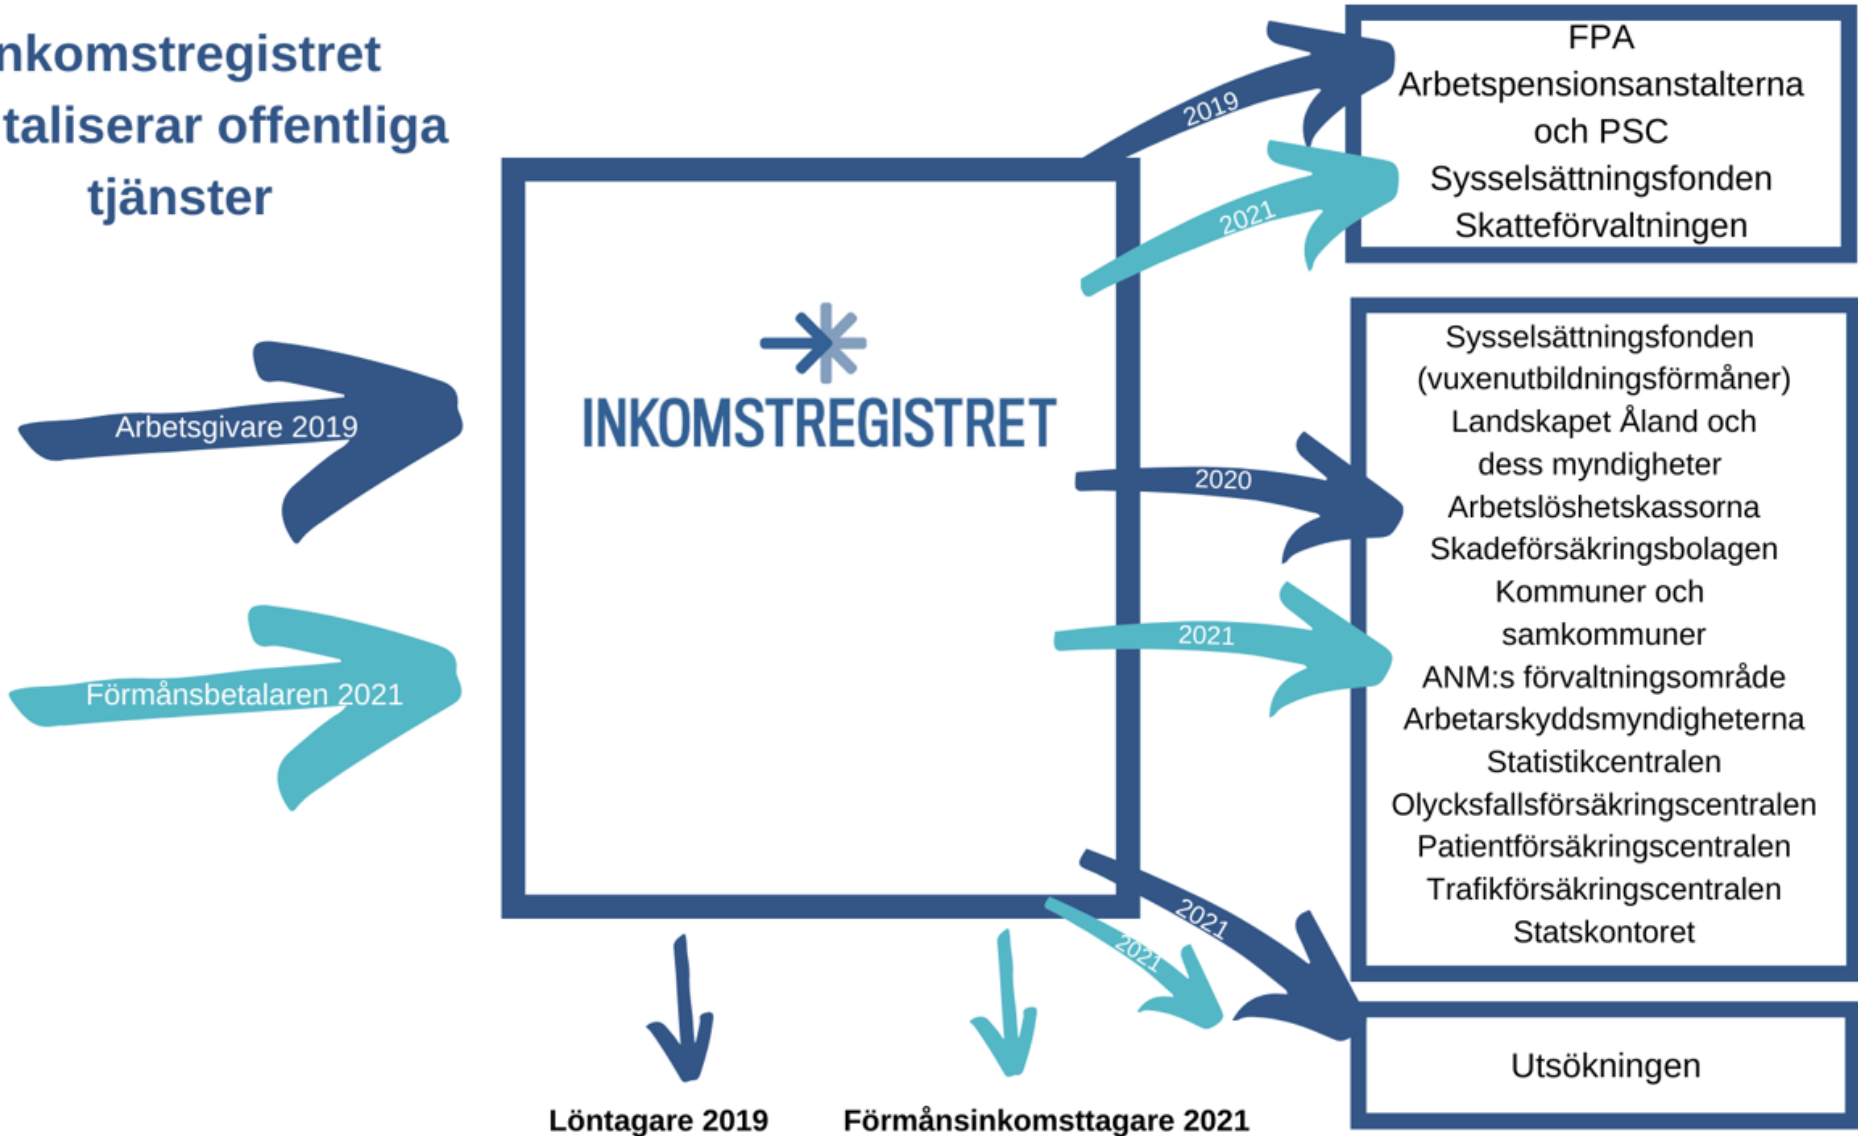 nkomstregistret
taliserar offentliga
tjänster
Arbetsgivare 2019
Förmånsbetalaren 2021
INKOMSTREGISTRET
2019
2021
2020
2021
2021
2021
FPA
Arbetspensionsanstalterna
och PSC
Sysselsättningsfonden
Skatteförvaltningen
Sysselsättningsfonden
(vuxenutbildningsförmåner)
Landskapet Åland och
dess myndigheter
Arbetslöshetskassorna
Skadeförsäkringsbolagen
Kommuner och
samkommuner
ANM:s förvaltningsområde
Arbetarskyddsmyndigheterna
Statistikcentralen
Olycksfallsförsäkringscentralen
Patientförsäkringscentralen
Trafikförsäkringscentralen
Statskontoret
Utsökningen
Löntagare 2019
Förmånsinkomsttagare 2021